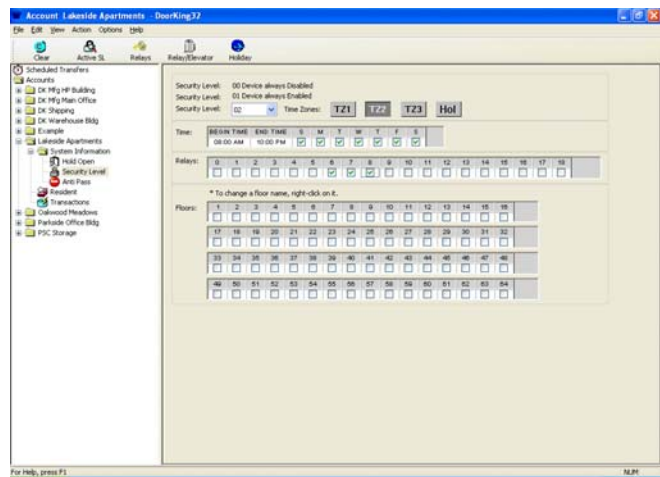 Account Lakeside Apartments - DoorKing37
File Edit View Action Options Help
Clear Active SL Relays Relay/Elevator Holiday
Scheduled Transfers
Accounts
DK Mfg HP Building
DK Mfg Main Office
DK Shipping
DK Warehouse Bldg
Example
Lakeside Apartments
System Information
Hold Open
Security Level
Anti Pass
Resident
Transactions
Oakwood Meadows
Parkside Office Bldg
PSC Storage
Security Level: 00 Device always Disabled
Security Level: 01 Device always Enabled
Security Level: 02 Time Zones: TZ1 TZ2 TZ3 Hol
Time: BEGIN TIME END TIME S M T W T F S
08:00 AM 10:00 PM
Relays: 0 1 2 3 4 5 6 7 8 9 10 11 12 13 14 15 16 17 18
* To change a floor name, right-click on it.
Floors: 1 2 3 4 5 6 7 8 9 10 11 12 13 14 15 16
17 18 19 20 21 22 23 24 25 26 27 28 29 30 31 32
33 34 35 36 37 38 39 40 41 42 43 44 45 46 47 48
49 50 51 52 53 54 55 56 57 58 59 60 61 62 63 64
For Help, press F1 NUM